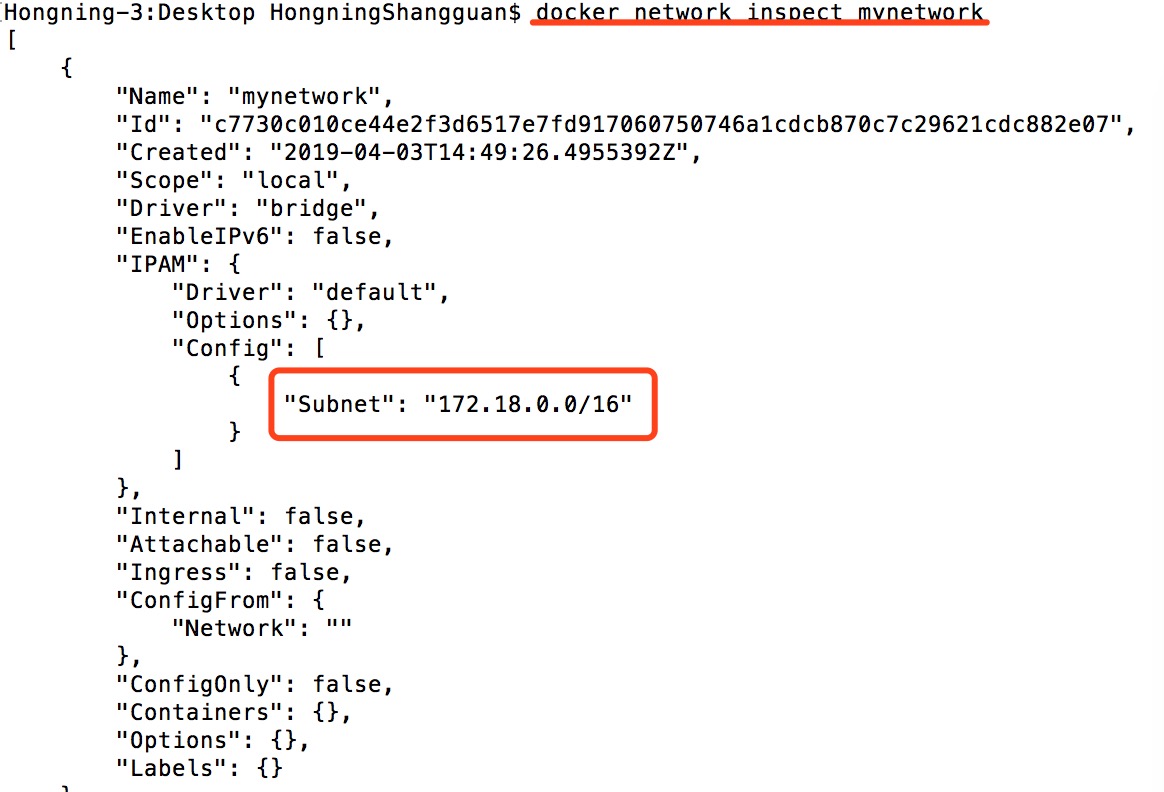 [Hongning-3:Desktop HongningShangguan$ docker network inspect mynetwork
[
    {
        "Name": "mynetwork",
        "Id": "c7730c010ce44e2f3d6517e7fd917060750746a1cdcb870c7c29621cdc882e07",
        "Created": "2019-04-03T14:49:26.4955392Z",
        "Scope": "local",
        "Driver": "bridge",
        "EnableIPv6": false,
        "IPAM": {
            "Driver": "default",
            "Options": {},
            "Config": [
                {
                    "Subnet": "172.18.0.0/16"
                }
            ]
        },
        "Internal": false,
        "Attachable": false,
        "Ingress": false,
        "ConfigFrom": {
            "Network": ""
        },
        "ConfigOnly": false,
        "Containers": {},
        "Options": {},
        "Labels": {}
    }